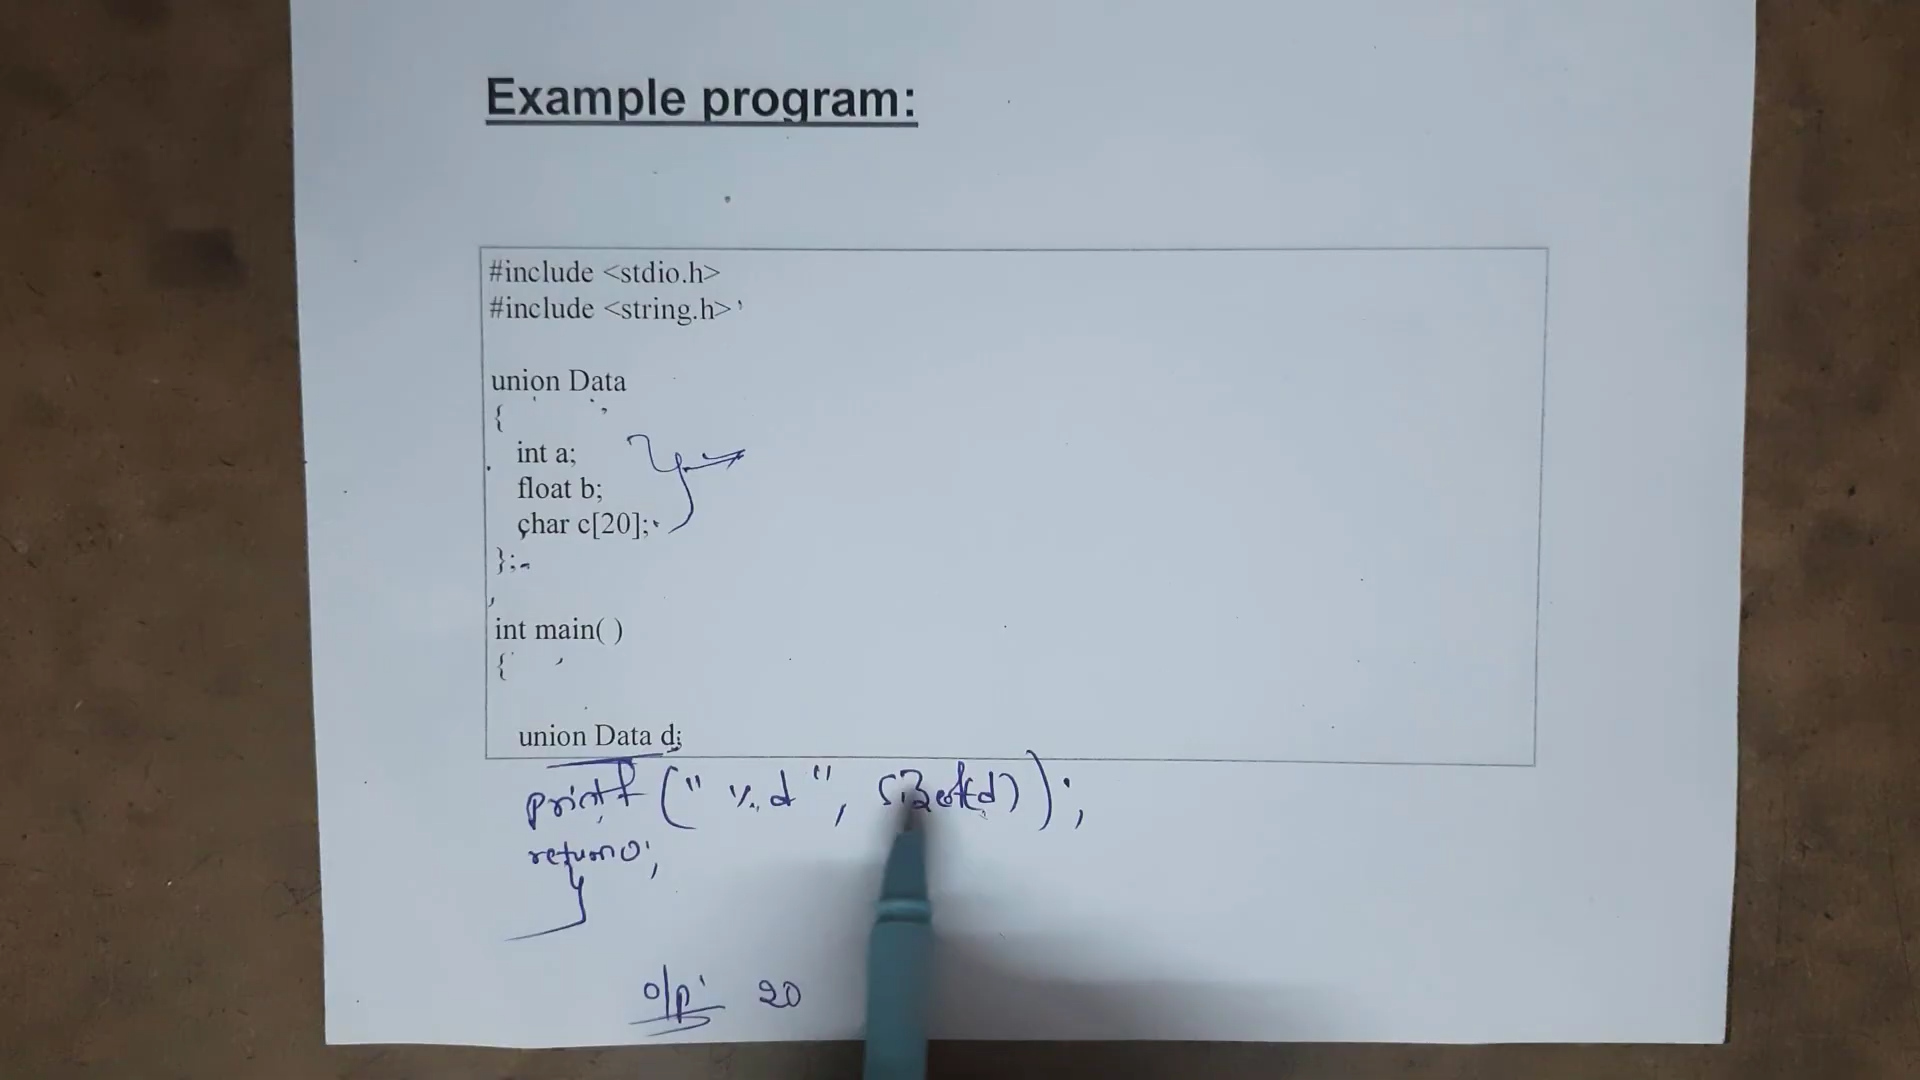 Example program:
#include <stdio.h>
#include <string.h>
union Data
{
int a;
float b;
char c[20];
};
int main( )
{
union Data d;
printf ("%d", sizeof(d));
return 0;
}
o/p: 20